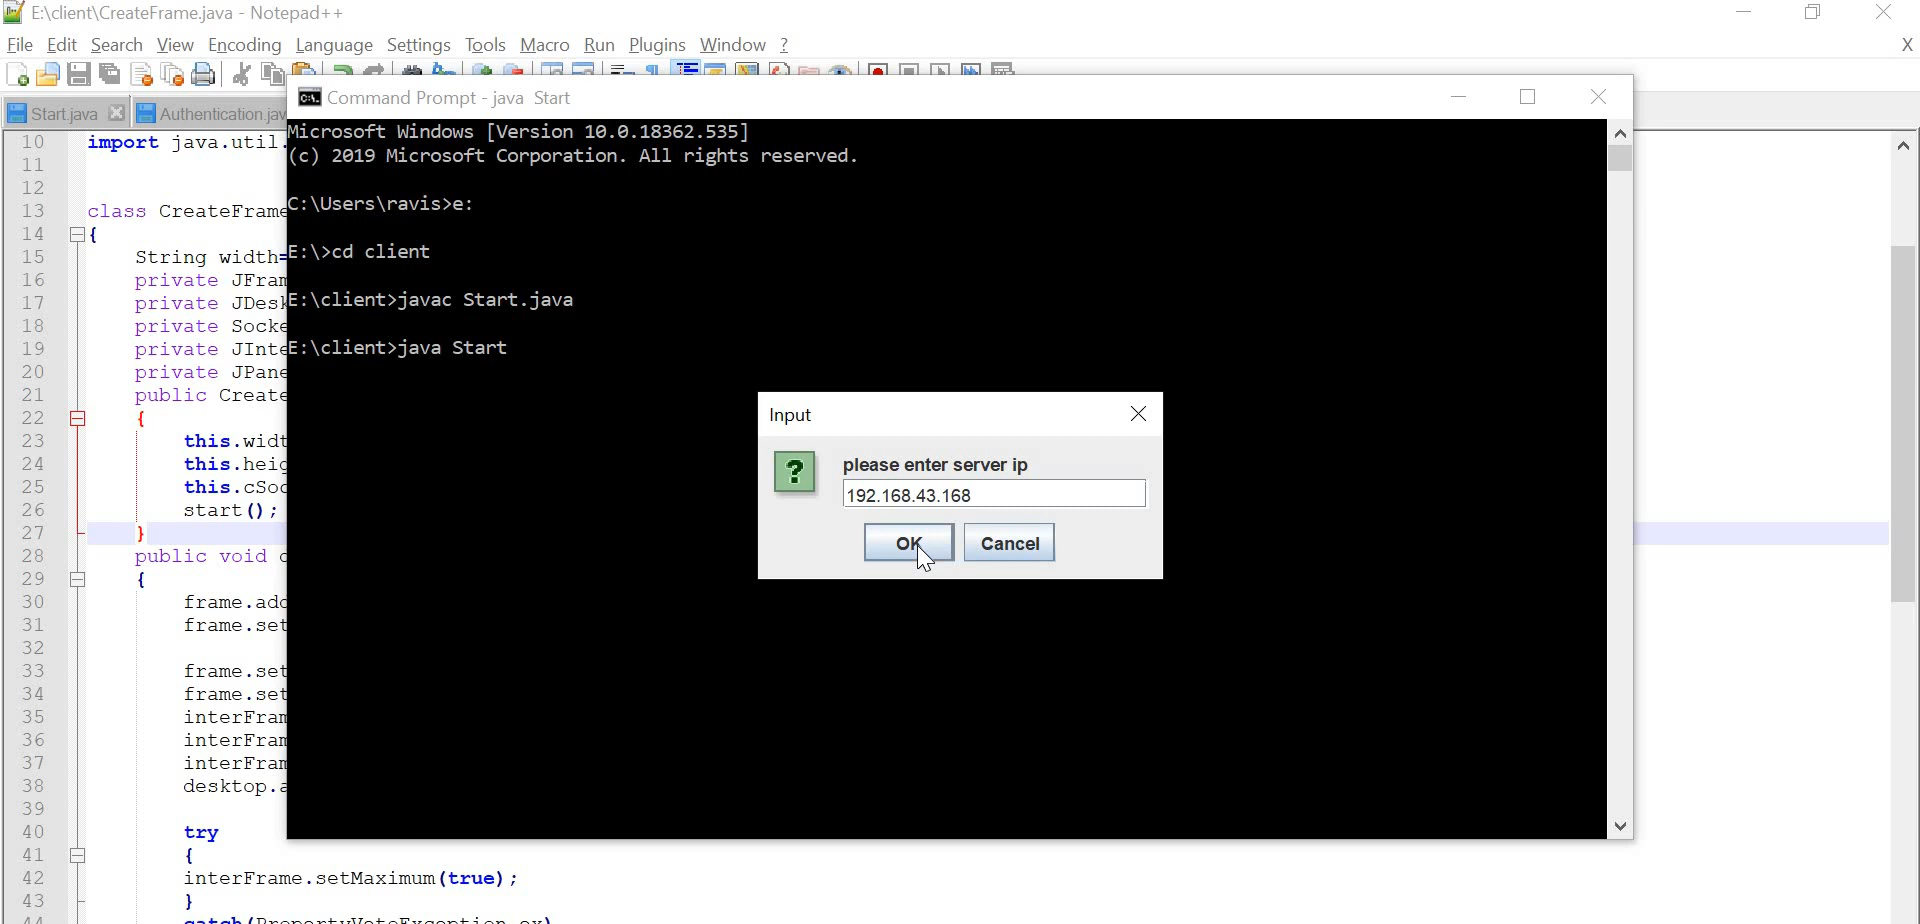 E:\client\CreateFrame.java - Notepad++
File Edit Search View Encoding Language Settings Tools Macro Run Plugins Window ?
X
Start.java Authentication.jav
Command Prompt - java Start
Microsoft Windows [Version 10.0.18362.535]
(c) 2019 Microsoft Corporation. All rights reserved.
C:\Users\ravis>e:
E:\>cd client
E:\client>javac Start.java
E:\client>java Start
Input
please enter server ip
192.168.43.168
OK Cancel
10 import java.util.
11
12
13 class CreateFrame
14 {
15 String width=
16 private JFram
17 private JDesk
18 private Socke
19 private JInte
20 private JPane
21 public Create
22 {
23 this.widt
24 this.heig
25 this.cSoc
26 start();
27 }
28 public void c
29 {
30 frame.add
31 frame.set
32
33 frame.set
34 frame.set
35 interFram
36 interFram
37 interFram
38 desktop.a
39
40 try
41 {
42 interFrame.setMaximum(true);
43 }
44 catch(PropertyVetoException ex)